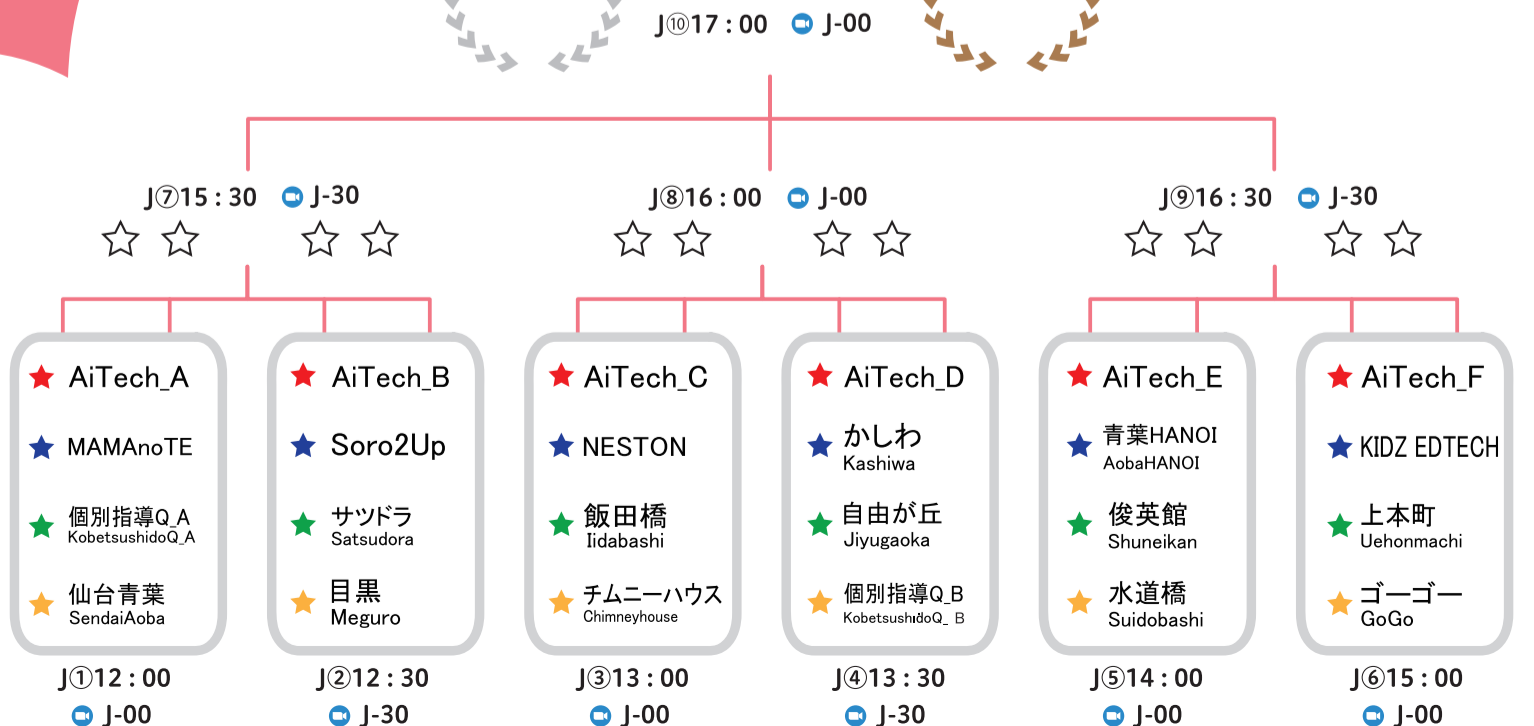 J⑩17 : 00 J-00
J⑦15 : 30 J-30
J⑧16 : 00 J-00
J⑨16 : 30 J-30
AiTech_A
MAMAnoTE
個別指導Q_A
KobetsushidoQ_A
仙台青葉
SendaiAoba
J①12 : 00
J-00
AiTech_B
Soro2Up
サツドラ
Satsudora
目黒
Meguro
J②12 : 30
J-30
AiTech_C
NESTON
飯田橋
Iidabashi
チムニーハウス
Chimneyhouse
J③13 : 00
J-00
AiTech_D
かしわ
Kashiwa
自由が丘
Jiyugaoka
個別指導Q_B
KobetsushidoQ_ B
J④13 : 30
J-30
AiTech_E
青葉HANOI
AobaHANOI
俊英館
Shuneikan
水道橋
Suidobashi
J⑤14 : 00
J-00
AiTech_F
KIDZ EDTECH
上本町
Uehonmachi
ゴーゴー
GoGo
J⑥15 : 00
J-00